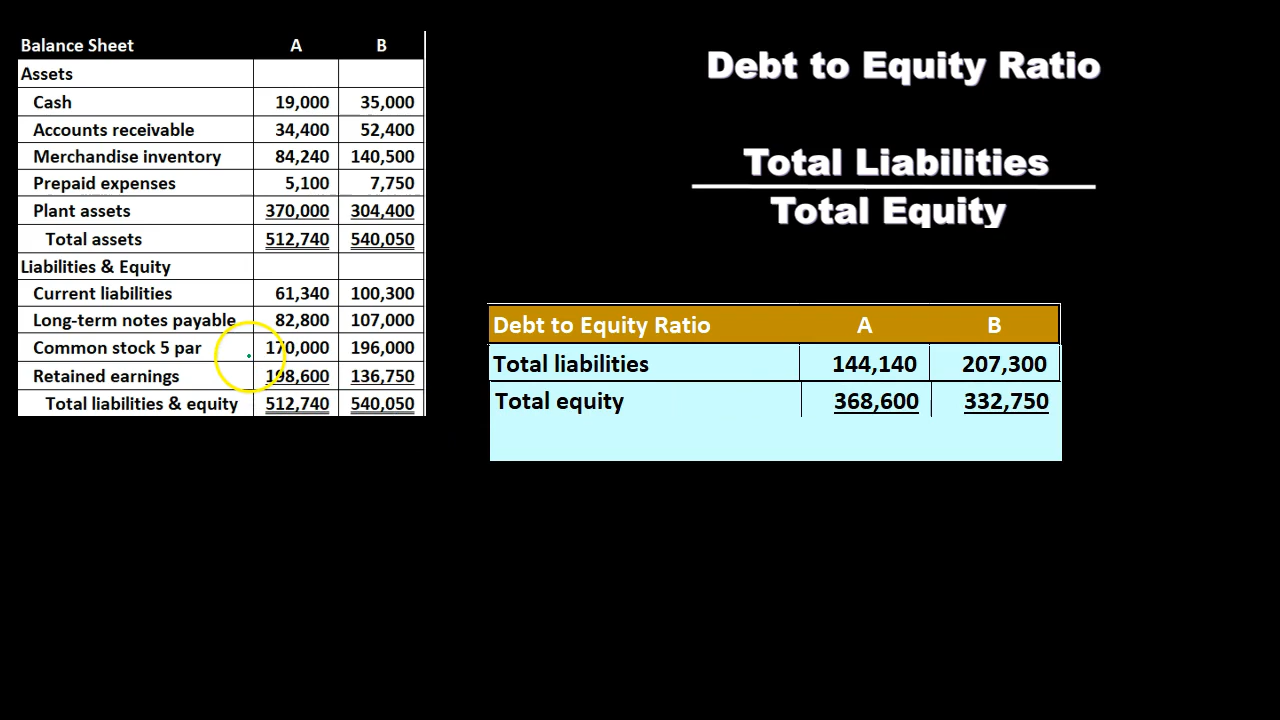 Balance Sheet A B
Assets
Cash 19,000 35,000
Accounts receivable 34,400 52,400
Merchandise inventory 84,240 140,500
Prepaid expenses 5,100 7,750
Plant assets 370,000 304,400
Total assets 512,740 540,050
Liabilities & Equity
Current liabilities 61,340 100,300
Long-term notes payable 82,800 107,000
Common stock 5 par 170,000 196,000
Retained earnings 198,600 136,750
Total liabilities & equity 512,740 540,050
Debt to Equity Ratio
Total Liabilities
Total Equity
Debt to Equity Ratio A B
Total liabilities 144,140 207,300
Total equity 368,600 332,750